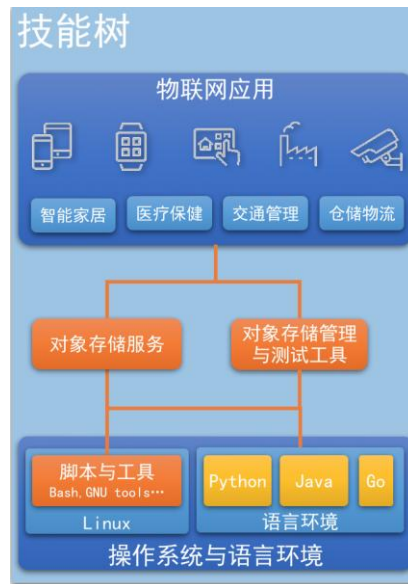 技能树
物联网应用
智能家居 医疗保健 交通管理 仓储物流
对象存储服务
对象存储管理
与测试工具
脚本与工具
Bash,GNU tools…
Python Java Go
Linux
语言环境
操作系统与语言环境